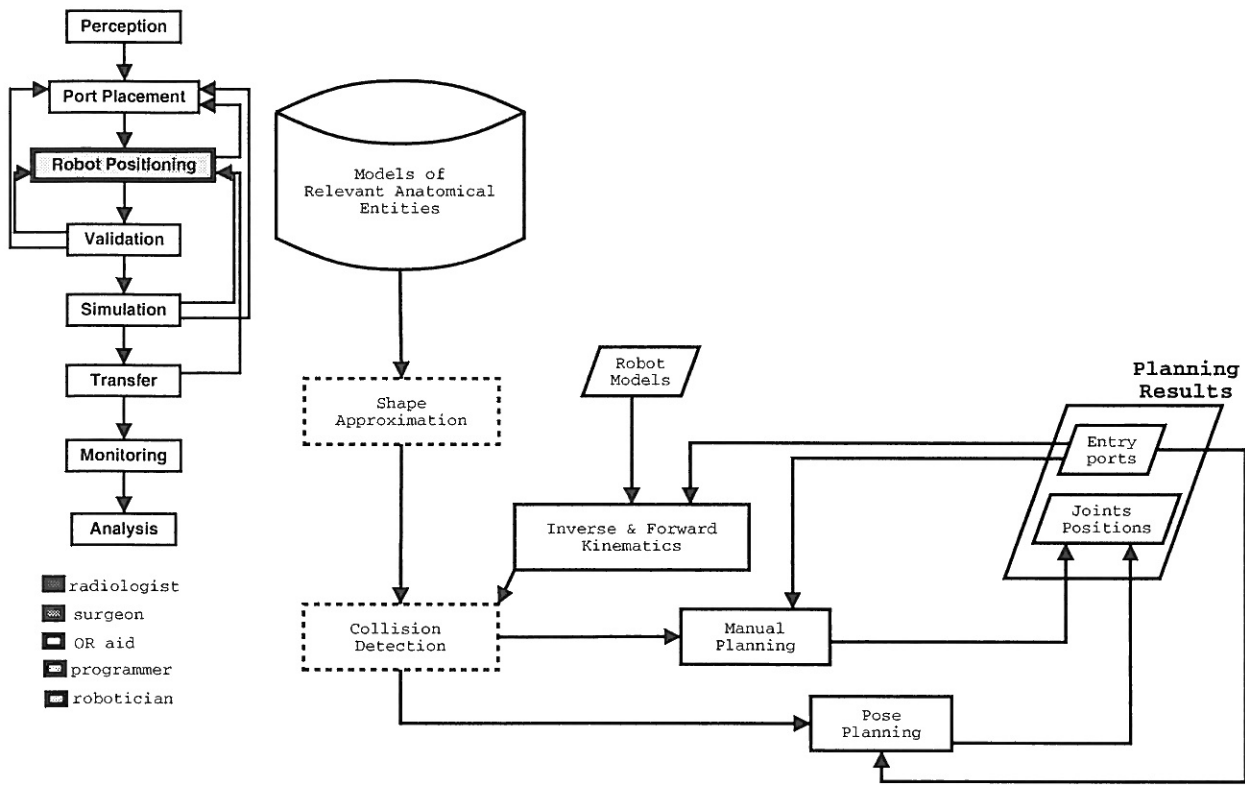 Perception
Port Placement
Robot Positioning
Validation
Simulation
Transfer
Monitoring
Analysis
radiologist
surgeon
OR aid
programmer
robotician
Models of
Relevant Anatomical
Entities
Shape
Approximation
Robot
Models
Inverse & Forward
Kinematics
Collision
Detection
Manual
Planning
Pose
Planning
Planning
Results
Entry
ports
Joints
Positions